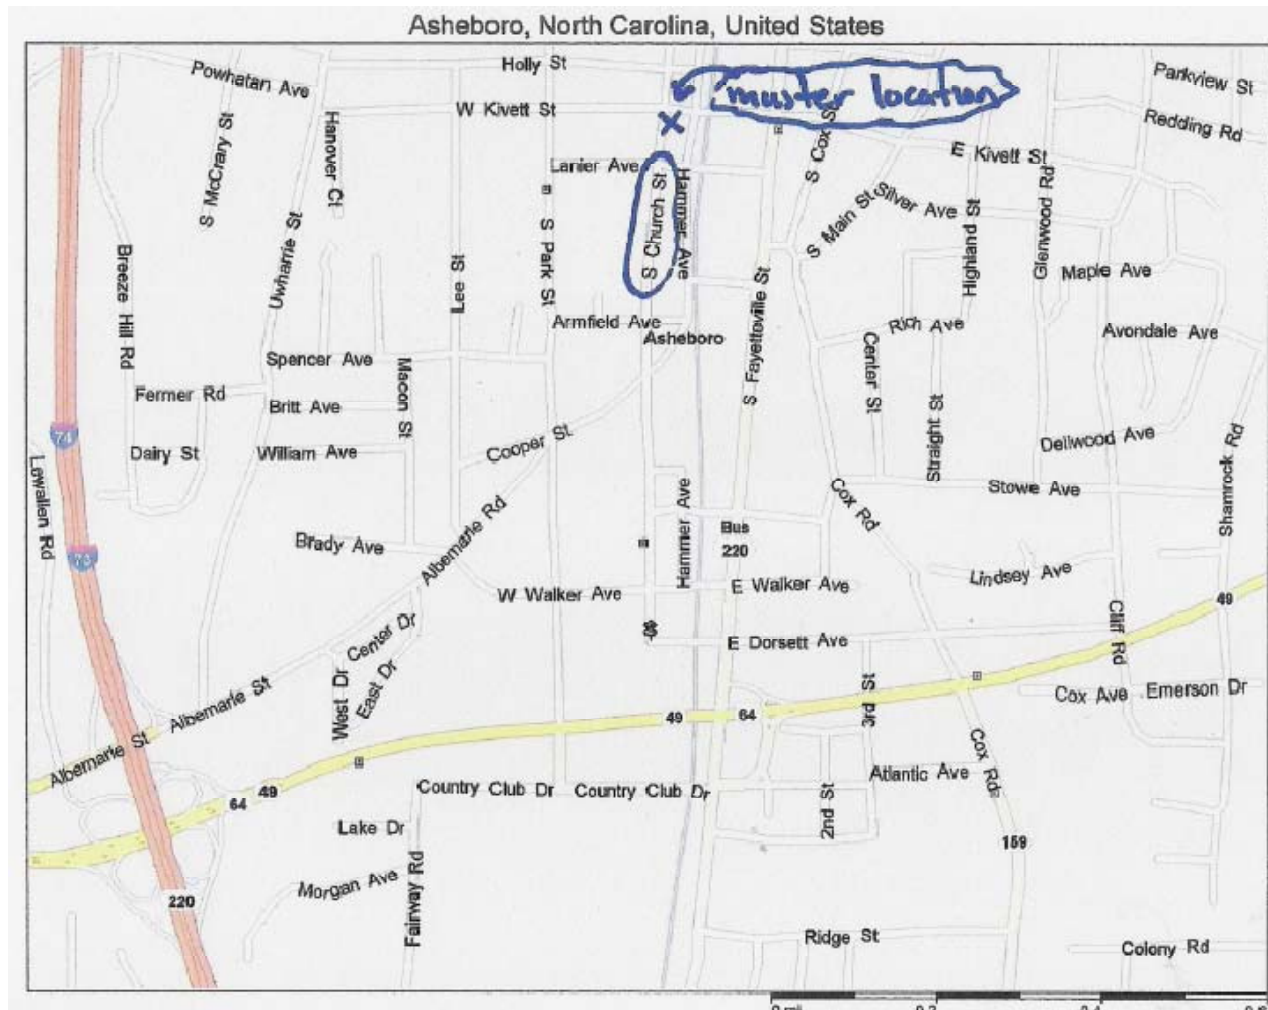 Asheboro, North Carolina, United States
Powhatan Ave
Holly St
muster location
Parkview St
W Kivett St
Redding Rd
S McCrary St
Hanover Ct
S Cox St
E Kivett St
Lanier Ave
S Church St
Hammer Ave
S Main St
Silver Ave
Highland St
Glenwood Rd
Maple Ave
Breeze Hill Rd
Uwharrie St
Lee St
S Park St
S Fayettoville St
Armfield Ave
Asheboro
Rich Ave
Avondale Ave
Center St
Spencer Ave
Macon St
Fermer Rd
Britt Ave
Straight St
74
Dairy St
William Ave
Cooper St
Dellwood Ave
Shamrock Rd
Lewallen Rd
Stowe Ave
Cox Rd
Hammer Ave
Bus
220
73
Brady Ave
Albemarle Rd
Lindsey Ave
W Walker Ave
E Walker Ave
49
Cliff Rd
Center Dr
E Dorsett Ave
West Dr
East Dr
3rd St
Cox Ave
Emerson Dr
Albemarle St
49
64
Albemarle St
Cox Rd
Atlantic Ave
64
49
Country Club Dr
Country Club Dr
2nd St
Lake Dr
159
Morgan Ave
Fairway Rd
220
Ridge St
Colony Rd